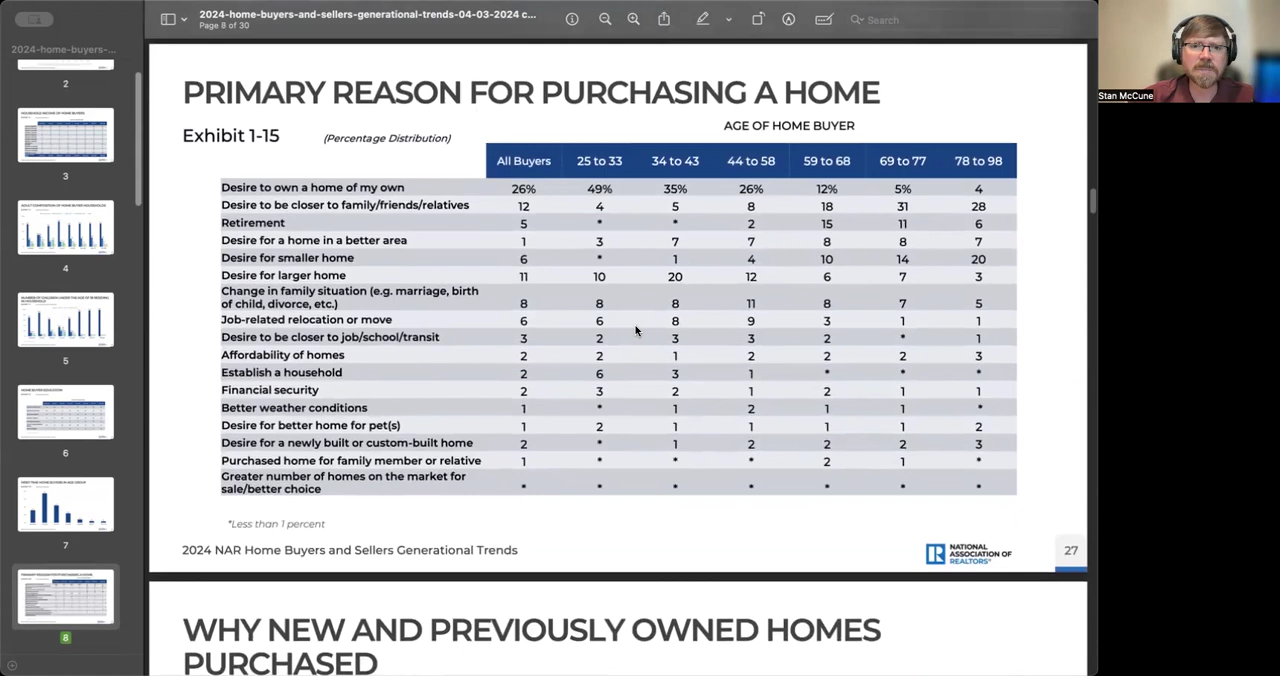 2024-home-buyers-and-sellers-generational-trends-04-03-2024 c...
Page 8 of 30
Search
2024-home-buyers-...
2
3
4
5
6
7
8
Stan McCune
PRIMARY REASON FOR PURCHASING A HOME
Exhibit 1-15 (Percentage Distribution)
AGE OF HOME BUYER
All Buyers 25 to 33 34 to 43 44 to 58 59 to 68 69 to 77 78 to 98
Desire to own a home of my own 26% 49% 35% 26% 12% 5% 4
Desire to be closer to family/friends/relatives 12 4 5 8 18 31 28
Retirement 5 * * 2 15 11 6
Desire for a home in a better area 1 3 7 7 8 8 7
Desire for smaller home 6 * 1 4 10 14 20
Desire for larger home 11 10 20 12 6 7 3
Change in family situation (e.g. marriage, birth
of child, divorce, etc.) 8 8 8 11 8 7 5
Job-related relocation or move 6 6 8 9 3 1 1
Desire to be closer to job/school/transit 3 2 3 3 2 * 1
Affordability of homes 2 2 1 2 2 2 3
Establish a household 2 6 3 1 * * *
Financial security 2 3 2 1 2 1 1
Better weather conditions 1 * 1 2 1 1 *
Desire for better home for pet(s) 1 2 1 1 1 1 2
Desire for a newly built or custom-built home 2 * 1 2 2 2 3
Purchased home for family member or relative 1 * * * 2 1 *
Greater number of homes on the market for
sale/better choice * * * * * *
*Less than 1 percent
2024 NAR Home Buyers and Sellers Generational Trends
NATIONAL
ASSOCIATION OF
REALTORS®
27
WHY NEW AND PREVIOUSLY OWNED HOMES
PURCHASED